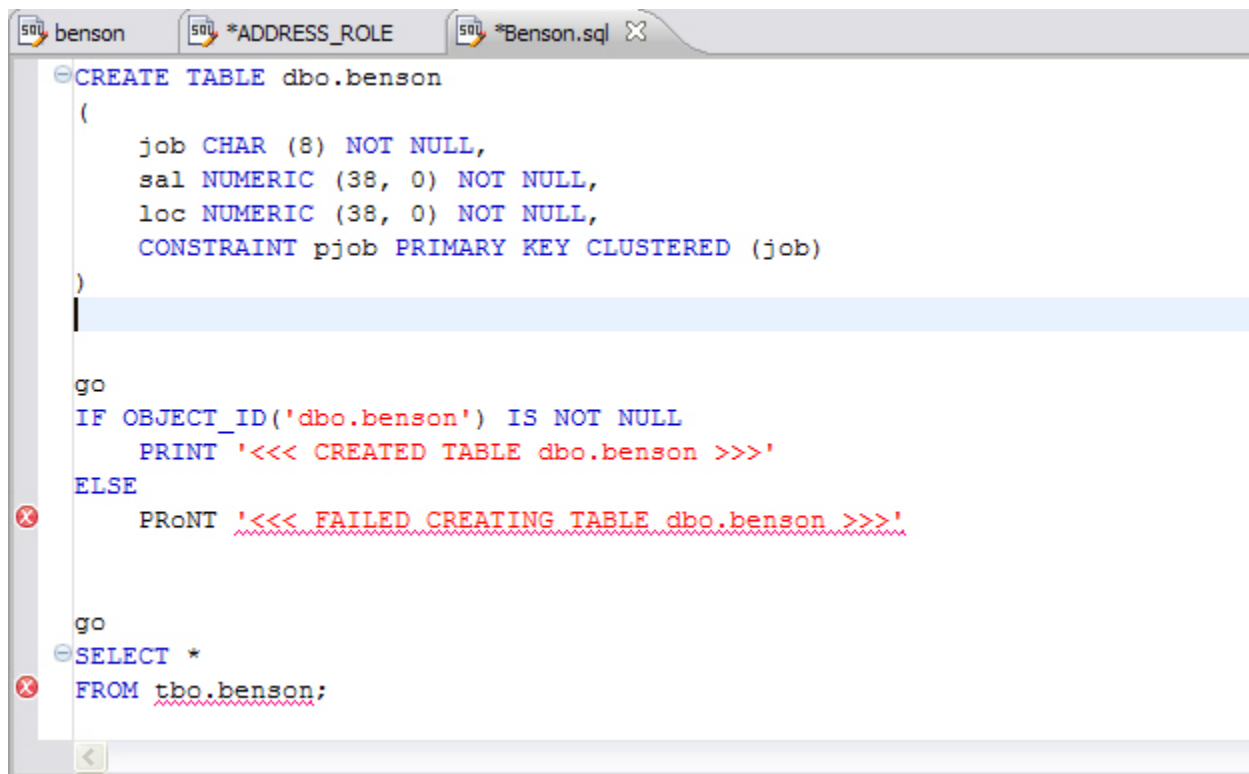 benson *ADDRESS_ROLE *Benson.sql
CREATE TABLE dbo.benson
(
job CHAR (8) NOT NULL,
sal NUMERIC (38, 0) NOT NULL,
loc NUMERIC (38, 0) NOT NULL,
CONSTRAINT pjob PRIMARY KEY CLUSTERED (job)
)
go
IF OBJECT_ID('dbo.benson') IS NOT NULL
PRINT '<<< CREATED TABLE dbo.benson >>>'
ELSE
PRoNT '<<< FAILED CREATING TABLE dbo.benson >>>'
go
SELECT *
FROM tbo.benson;